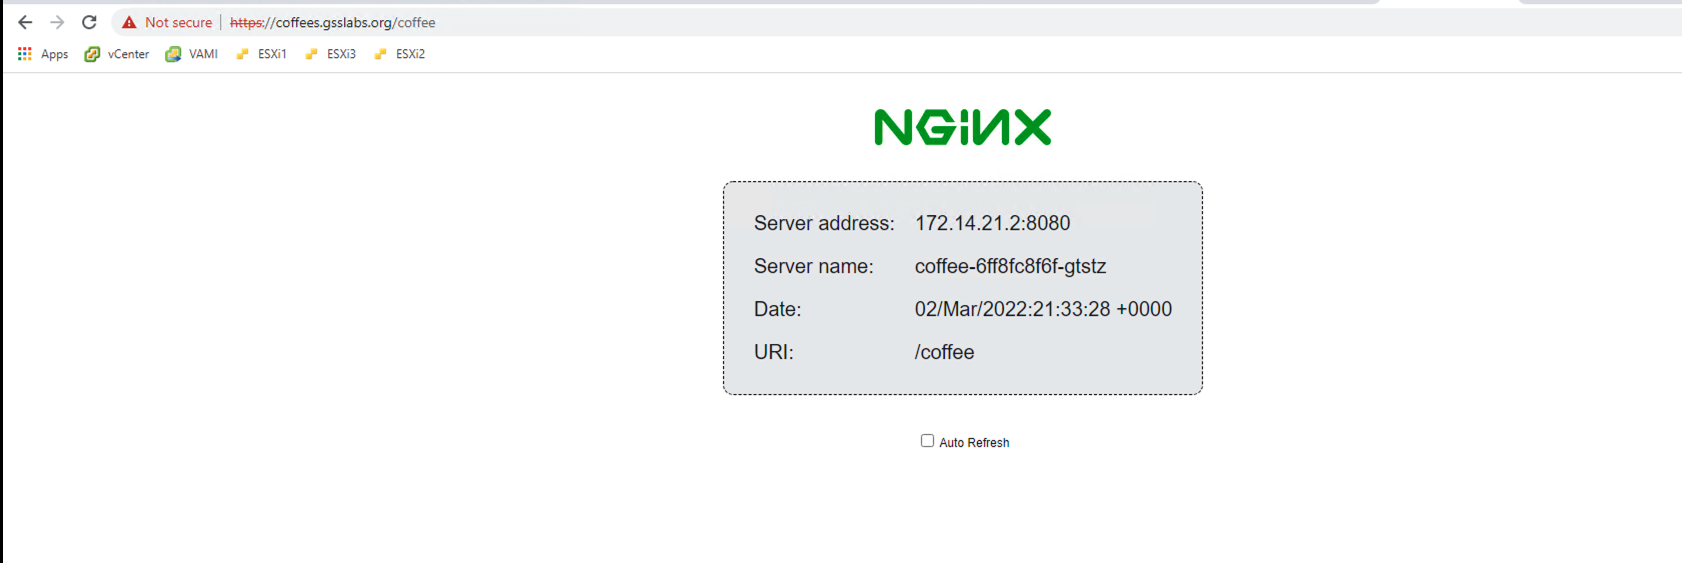 Not secure | https://coffees.gsslabs.org/coffee
Apps vCenter VAMI ESXi1 ESXi3 ESXi2
NGINX
Server address: 172.14.21.2:8080
Server name: coffee-6ff8fc8f6f-gtstz
Date: 02/Mar/2022:21:33:28 +0000
URI: /coffee
Auto Refresh